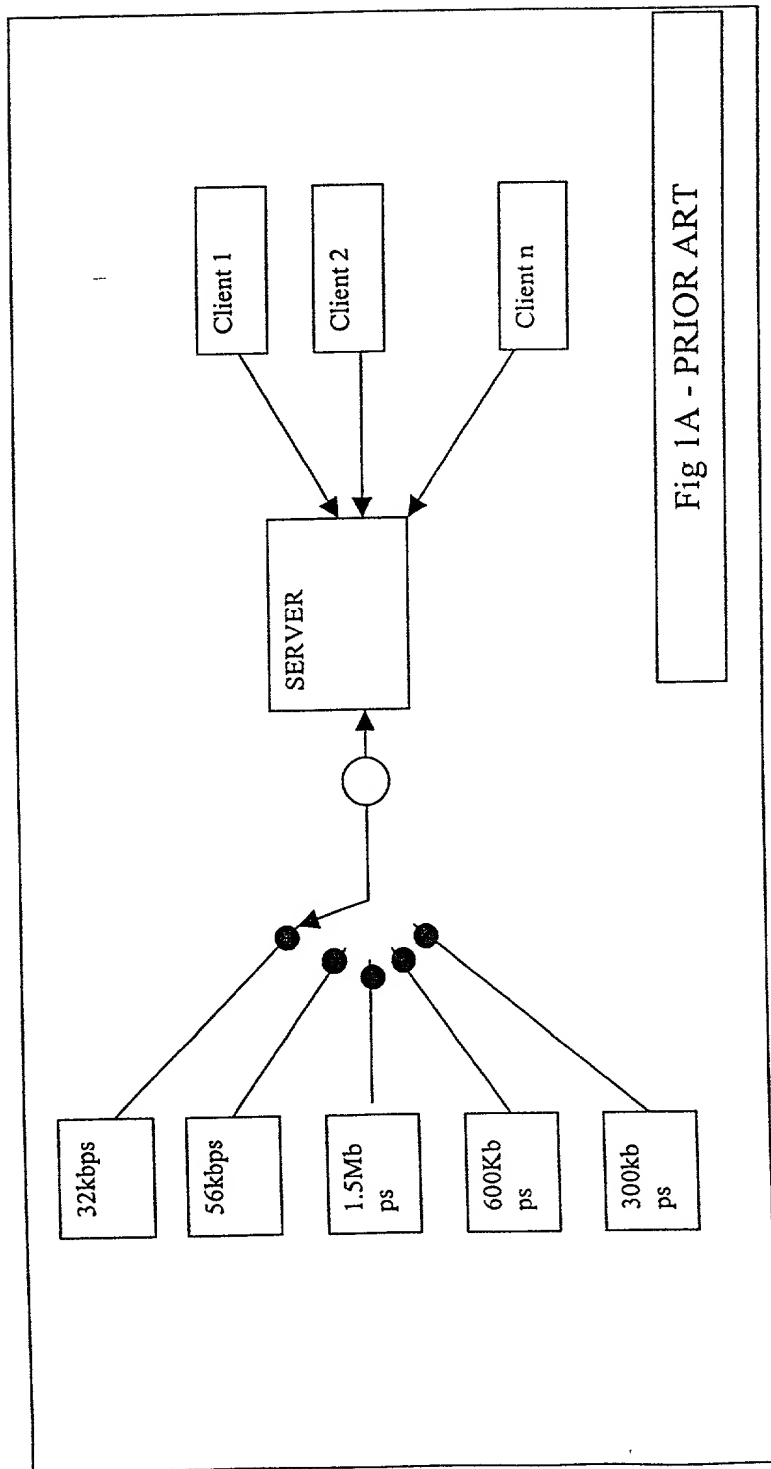 32kbps
56kbps
1.5Mb
ps
600Kb
ps
300kb
ps
SERVER
Client 1
Client 2
Client n
Fig 1A - PRIOR ART